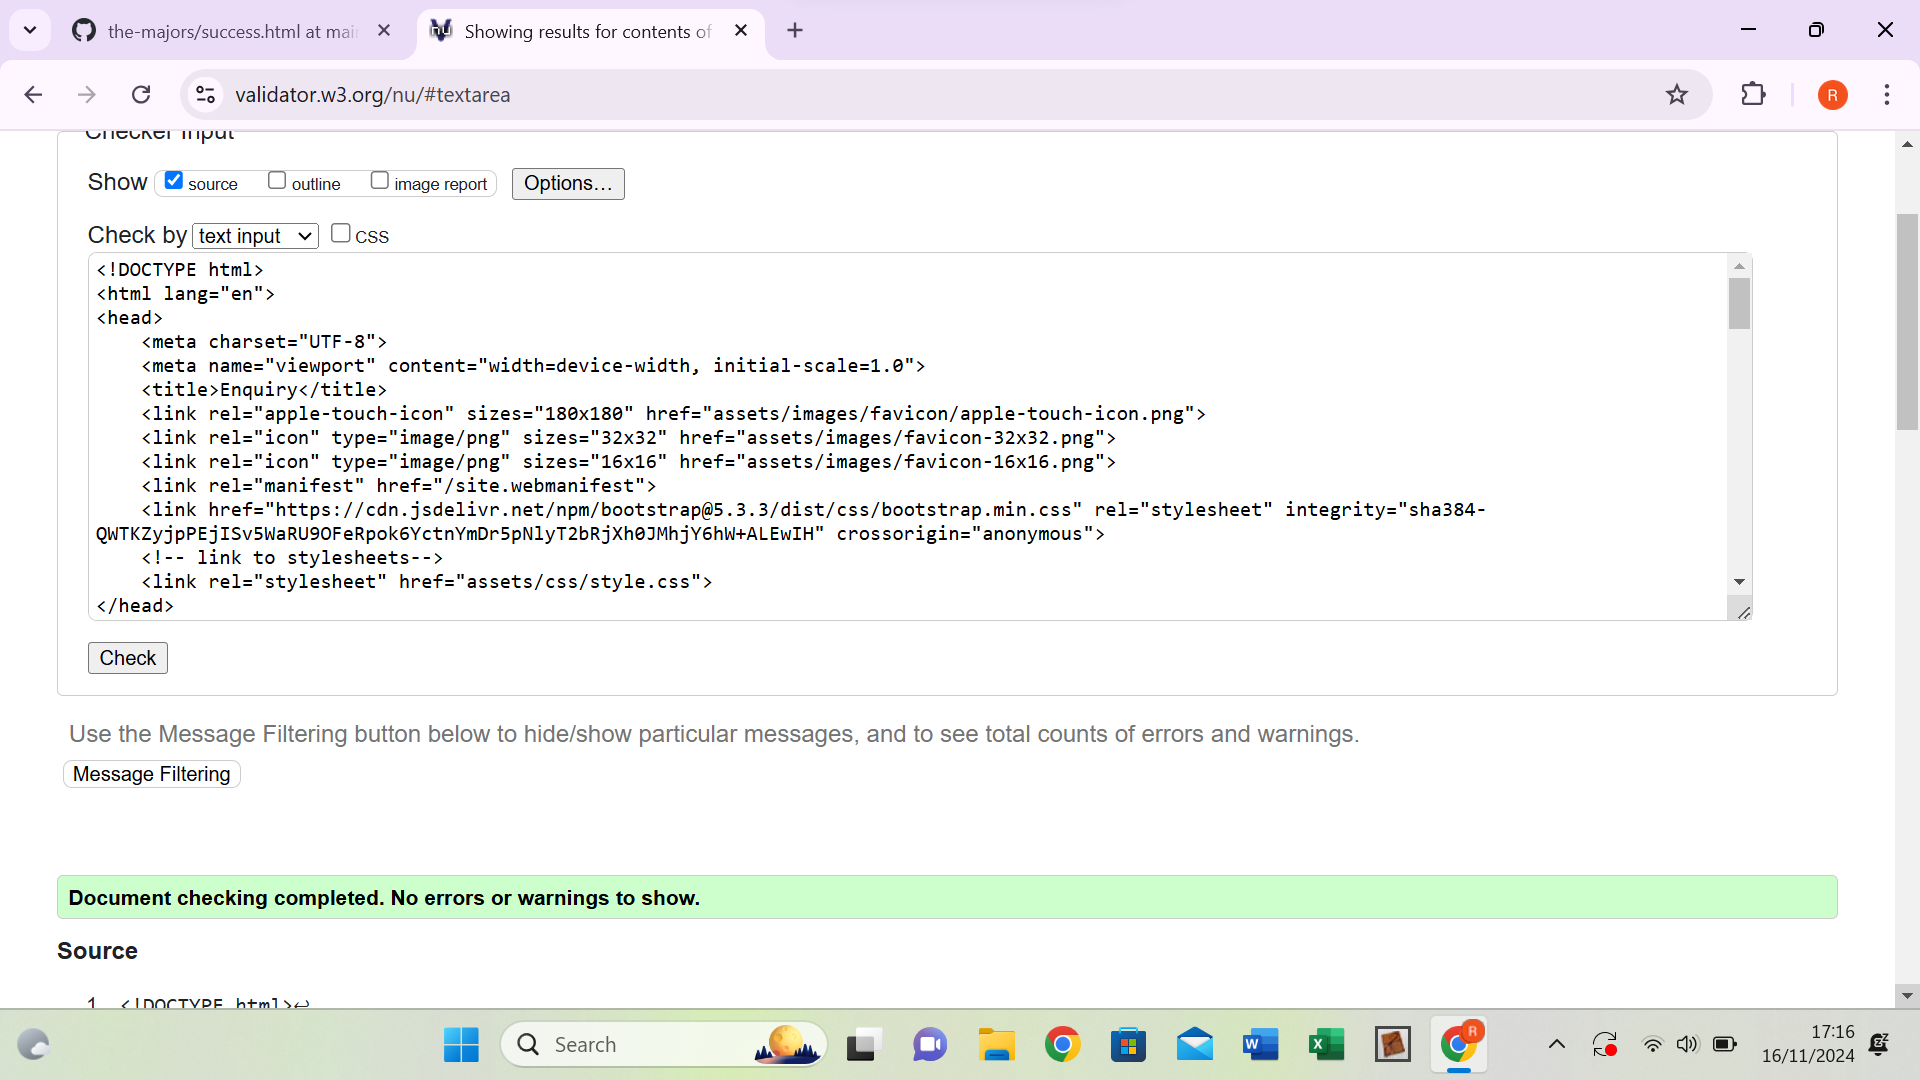 the-majors/success.html at mai
Showing results for contents of
validator.w3.org/nu/#textarea
R
Checker Input
Show source outline image report Options…
Check by text input CSS
<!DOCTYPE html>
<html lang="en">
<head>
<meta charset="UTF-8">
<meta name="viewport" content="width=device-width, initial-scale=1.0">
<title>Enquiry</title>
<link rel="apple-touch-icon" sizes="180x180" href="assets/images/favicon/apple-touch-icon.png">
<link rel="icon" type="image/png" sizes="32x32" href="assets/images/favicon-32x32.png">
<link rel="icon" type="image/png" sizes="16x16" href="assets/images/favicon-16x16.png">
<link rel="manifest" href="/site.webmanifest">
<link href="https://cdn.jsdelivr.net/npm/bootstrap@5.3.3/dist/css/bootstrap.min.css" rel="stylesheet" integrity="sha384-
QWTKZyjpPEjISv5WaRU9OFeRpok6YctnYmDr5pNlyT2bRjXh0JMhjY6hW+ALEwIH" crossorigin="anonymous">
<!-- link to stylesheets-->
<link rel="stylesheet" href="assets/css/style.css">
</head>
Check
Use the Message Filtering button below to hide/show particular messages, and to see total counts of errors and warnings.
Message Filtering
Document checking completed. No errors or warnings to show.
Source
1. <!DOCTYPE html>↩
Search
17:16
16/11/2024